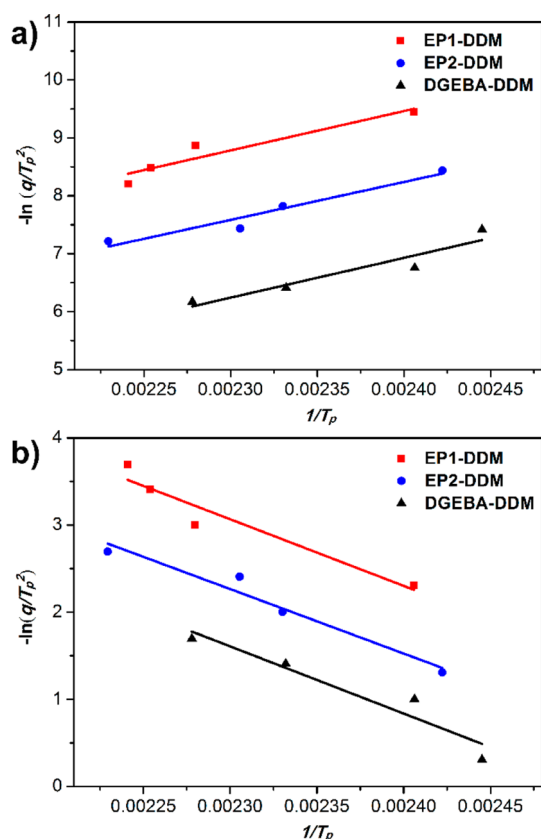 a)
11
10
9
8
7
6
5
-ln (q/Tp²)
EP1-DDM
EP2-DDM
DGEBA-DDM
0.00225 0.00230 0.00235 0.00240 0.00245
1/Tp
b)
4
3
2
1
0
-ln(q/Tp²)
EP1-DDM
EP2-DDM
DGEBA-DDM
0.00225 0.00230 0.00235 0.00240 0.00245
1/Tp